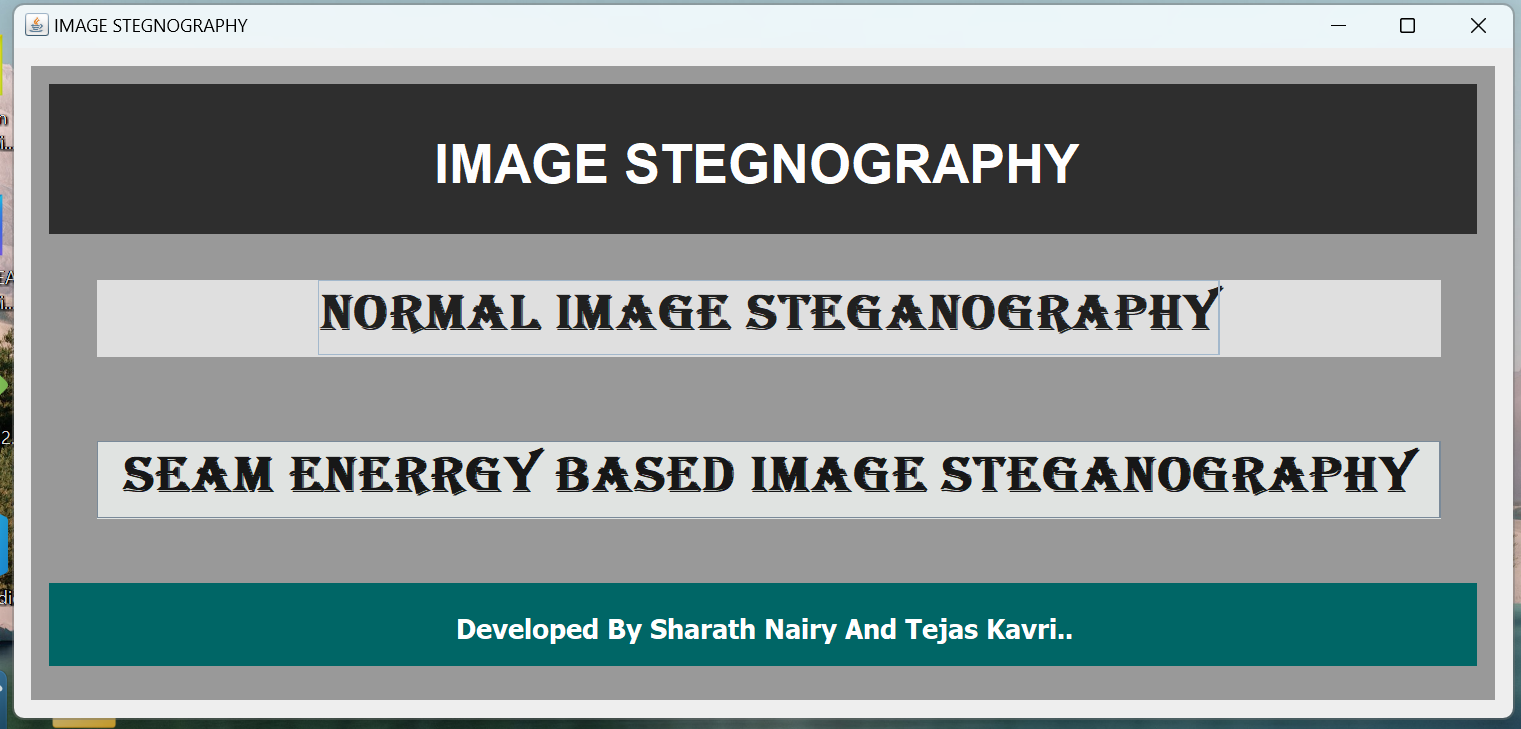 IMAGE STEGNOGRAPHY
IMAGE STEGNOGRAPHY
NORMAL IMAGE STEGANOGRAPHY
SEAM ENERRGY BASED IMAGE STEGANOGRAPHY
Developed By Sharath Nairy And Tejas Kavri..